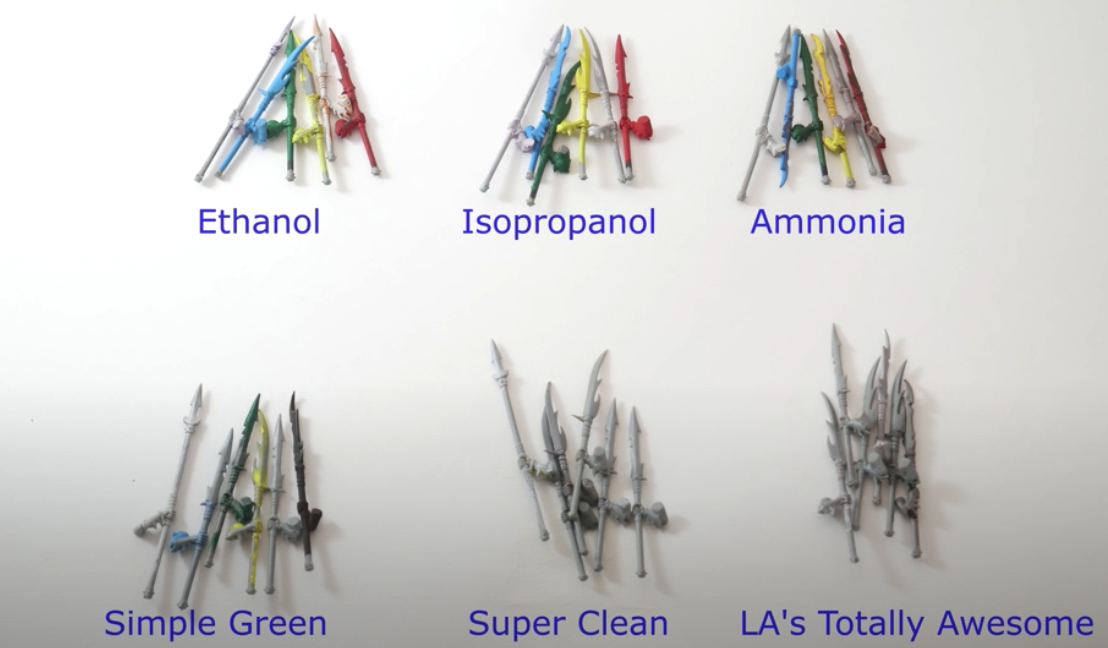 Ethanol
Isopropanol
Ammonia
Simple Green
Super Clean
LA's Totally Awesome